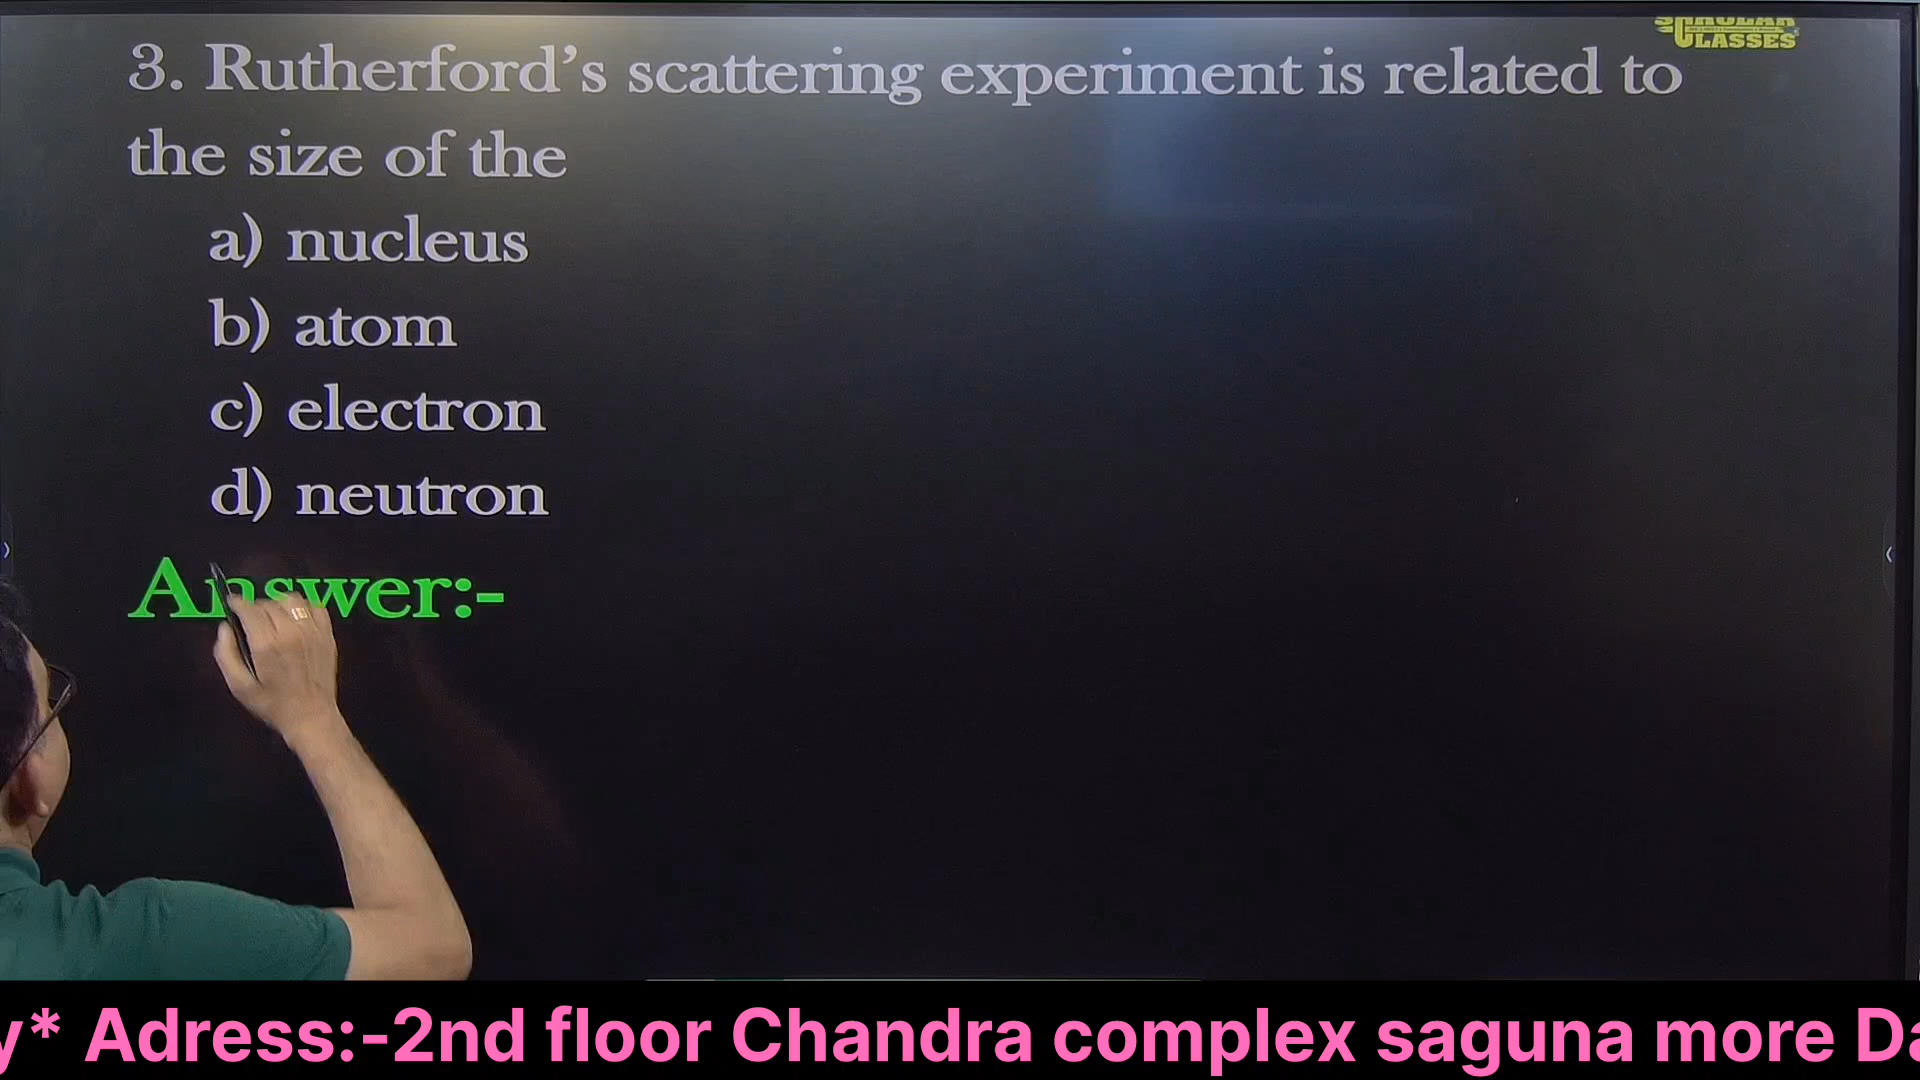 CLASSES
3. Rutherford’s scattering experiment is related to
the size of the
a) nucleus
b) atom
c) electron
d) neutron
Answer:-
y* Adress:-2nd floor Chandra complex saguna more Da